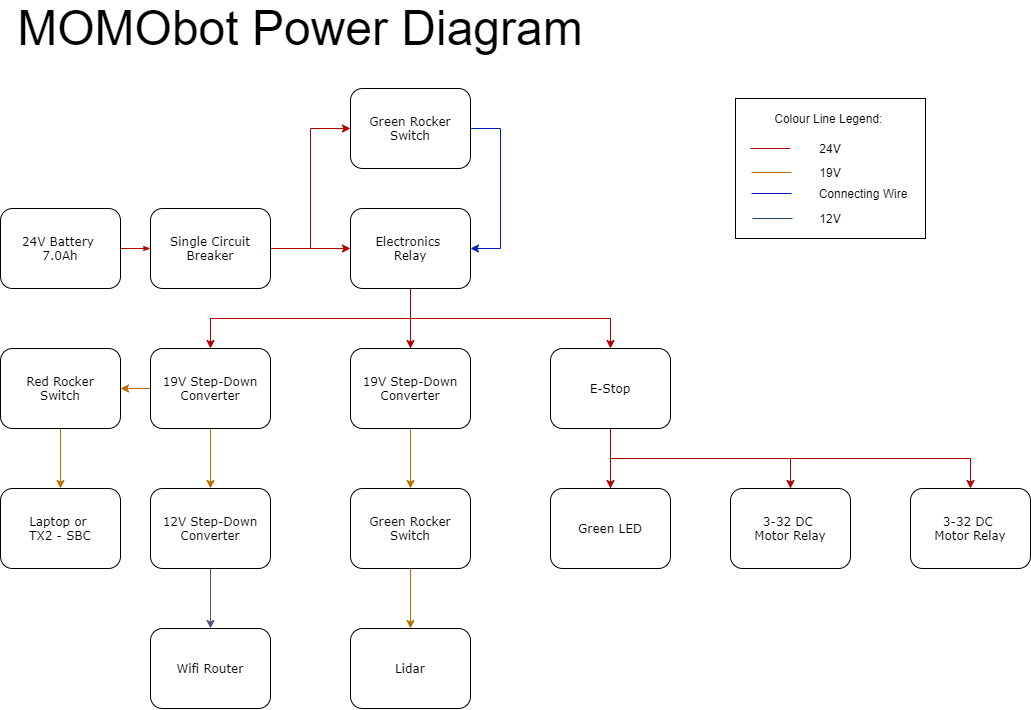 MOMObot Power Diagram
Green Rocker
Switch
Colour Line Legend:
24V
19V
Connecting Wire
12V
24V Battery
7.0Ah
Single Circuit
Breaker
Electronics
Relay
Red Rocker
Switch
19V Step-Down
Converter
19V Step-Down
Converter
E-Stop
Laptop or
TX2 - SBC
12V Step-Down
Converter
Green Rocker
Switch
Green LED
3-32 DC
Motor Relay
3-32 DC
Motor Relay
Wifi Router
Lidar